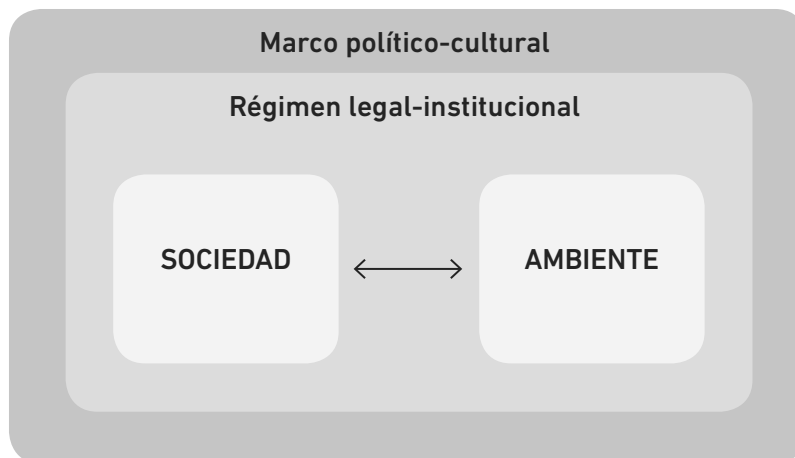 Marco político-cultural
Régimen legal-institucional
SOCIEDAD
AMBIENTE